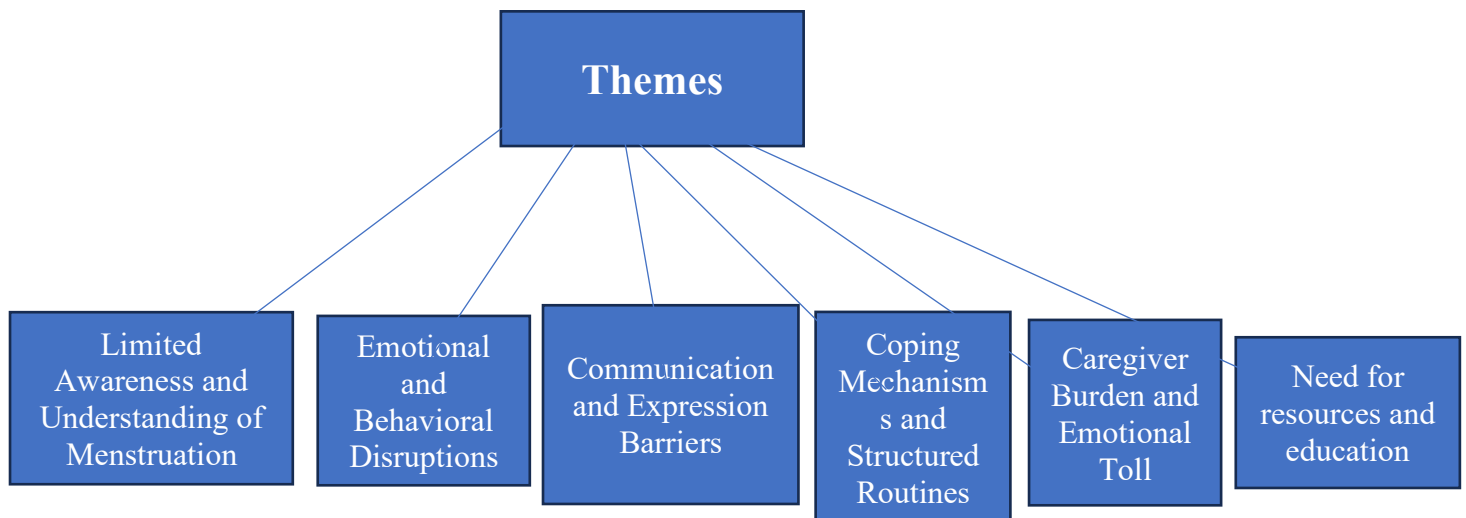 Themes
Limited
Awareness and
Understanding of
Menstruation
Emotional
and
Behavioral
Disruptions
Communication
and Expression
Barriers
Coping
Mechanism
s and
Structured
Routines
Caregiver
Burden and
Emotional
Toll
Need for
resources and
education